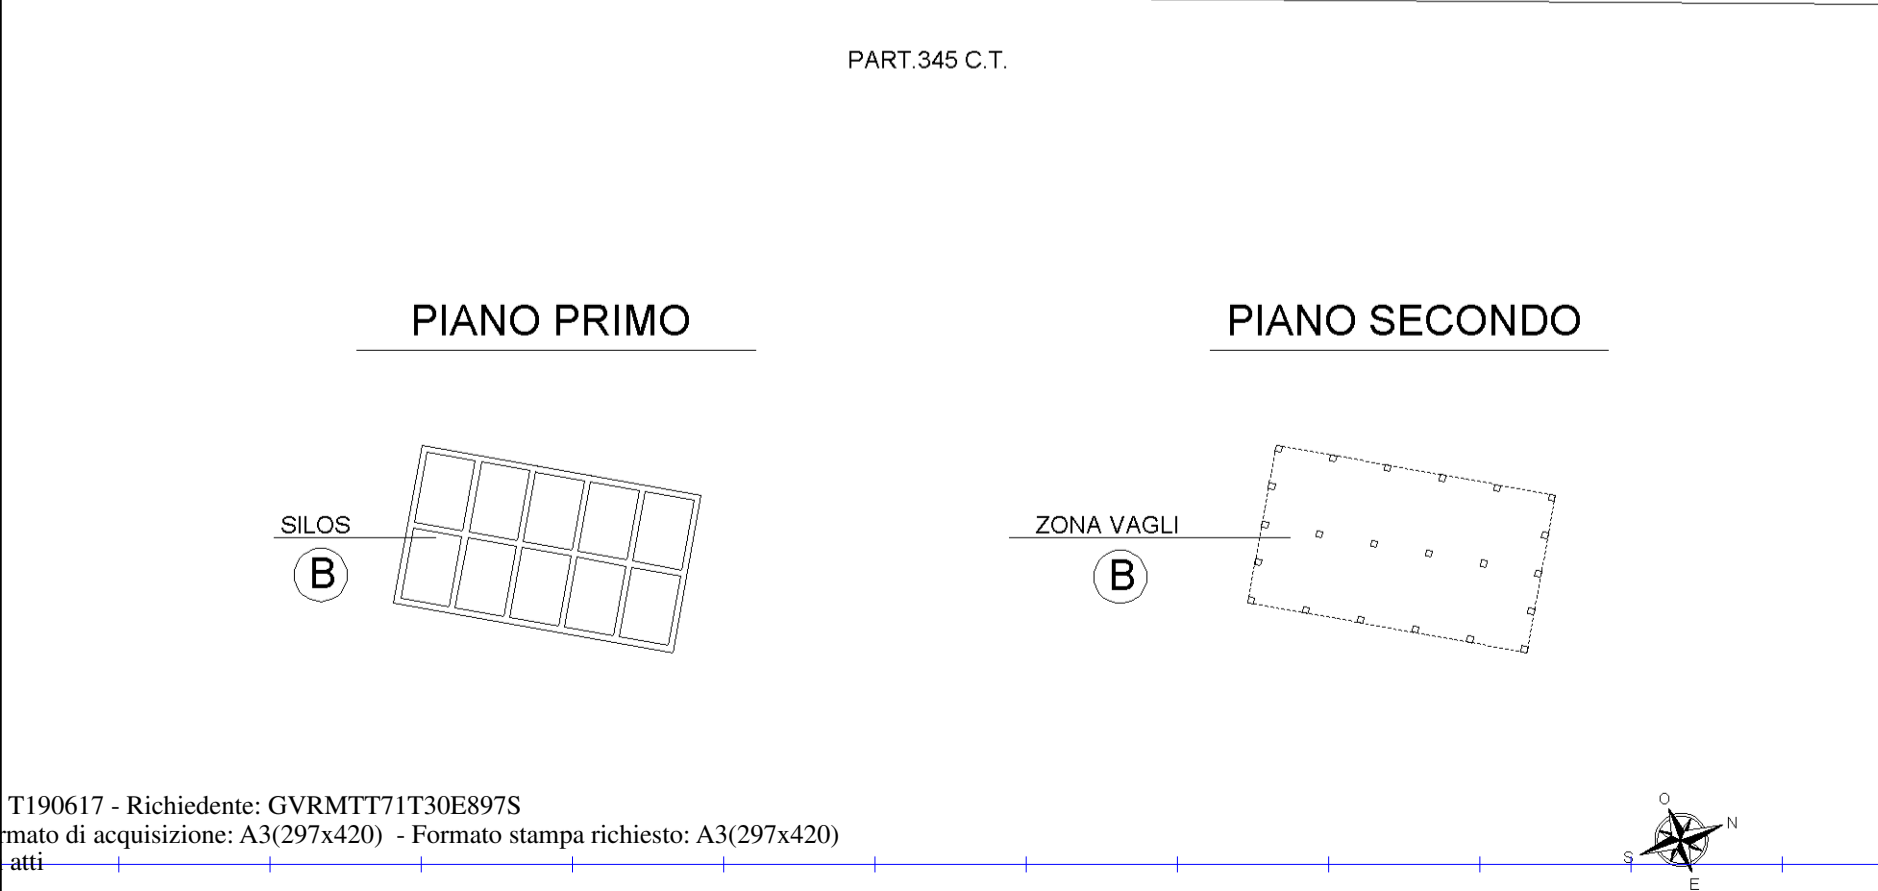 PART.345 C.T.
PIANO PRIMO
PIANO SECONDO
SILOS
B
ZONA VAGLI
B
T190617 - Richiedente: GVRMTT71T30E897S
rmato di acquisizione: A3(297x420) - Formato stampa richiesto: A3(297x420)
atti
O
N
S
E